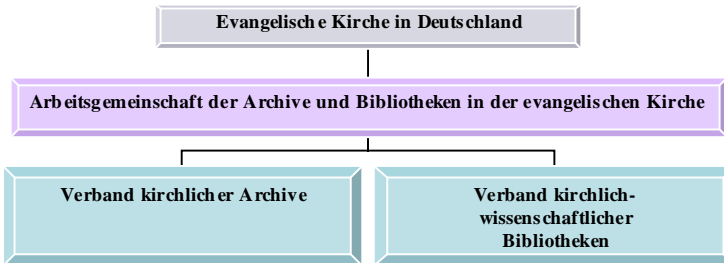 Evangelische Kirche in Deutschland
Arbeitsgemeinschaft der Archive und Bibliotheken in der evangelischen Kirche
Verband kirchlicher Archive
Verband kirchlich-
wissenschaftlicher
Bibliotheken